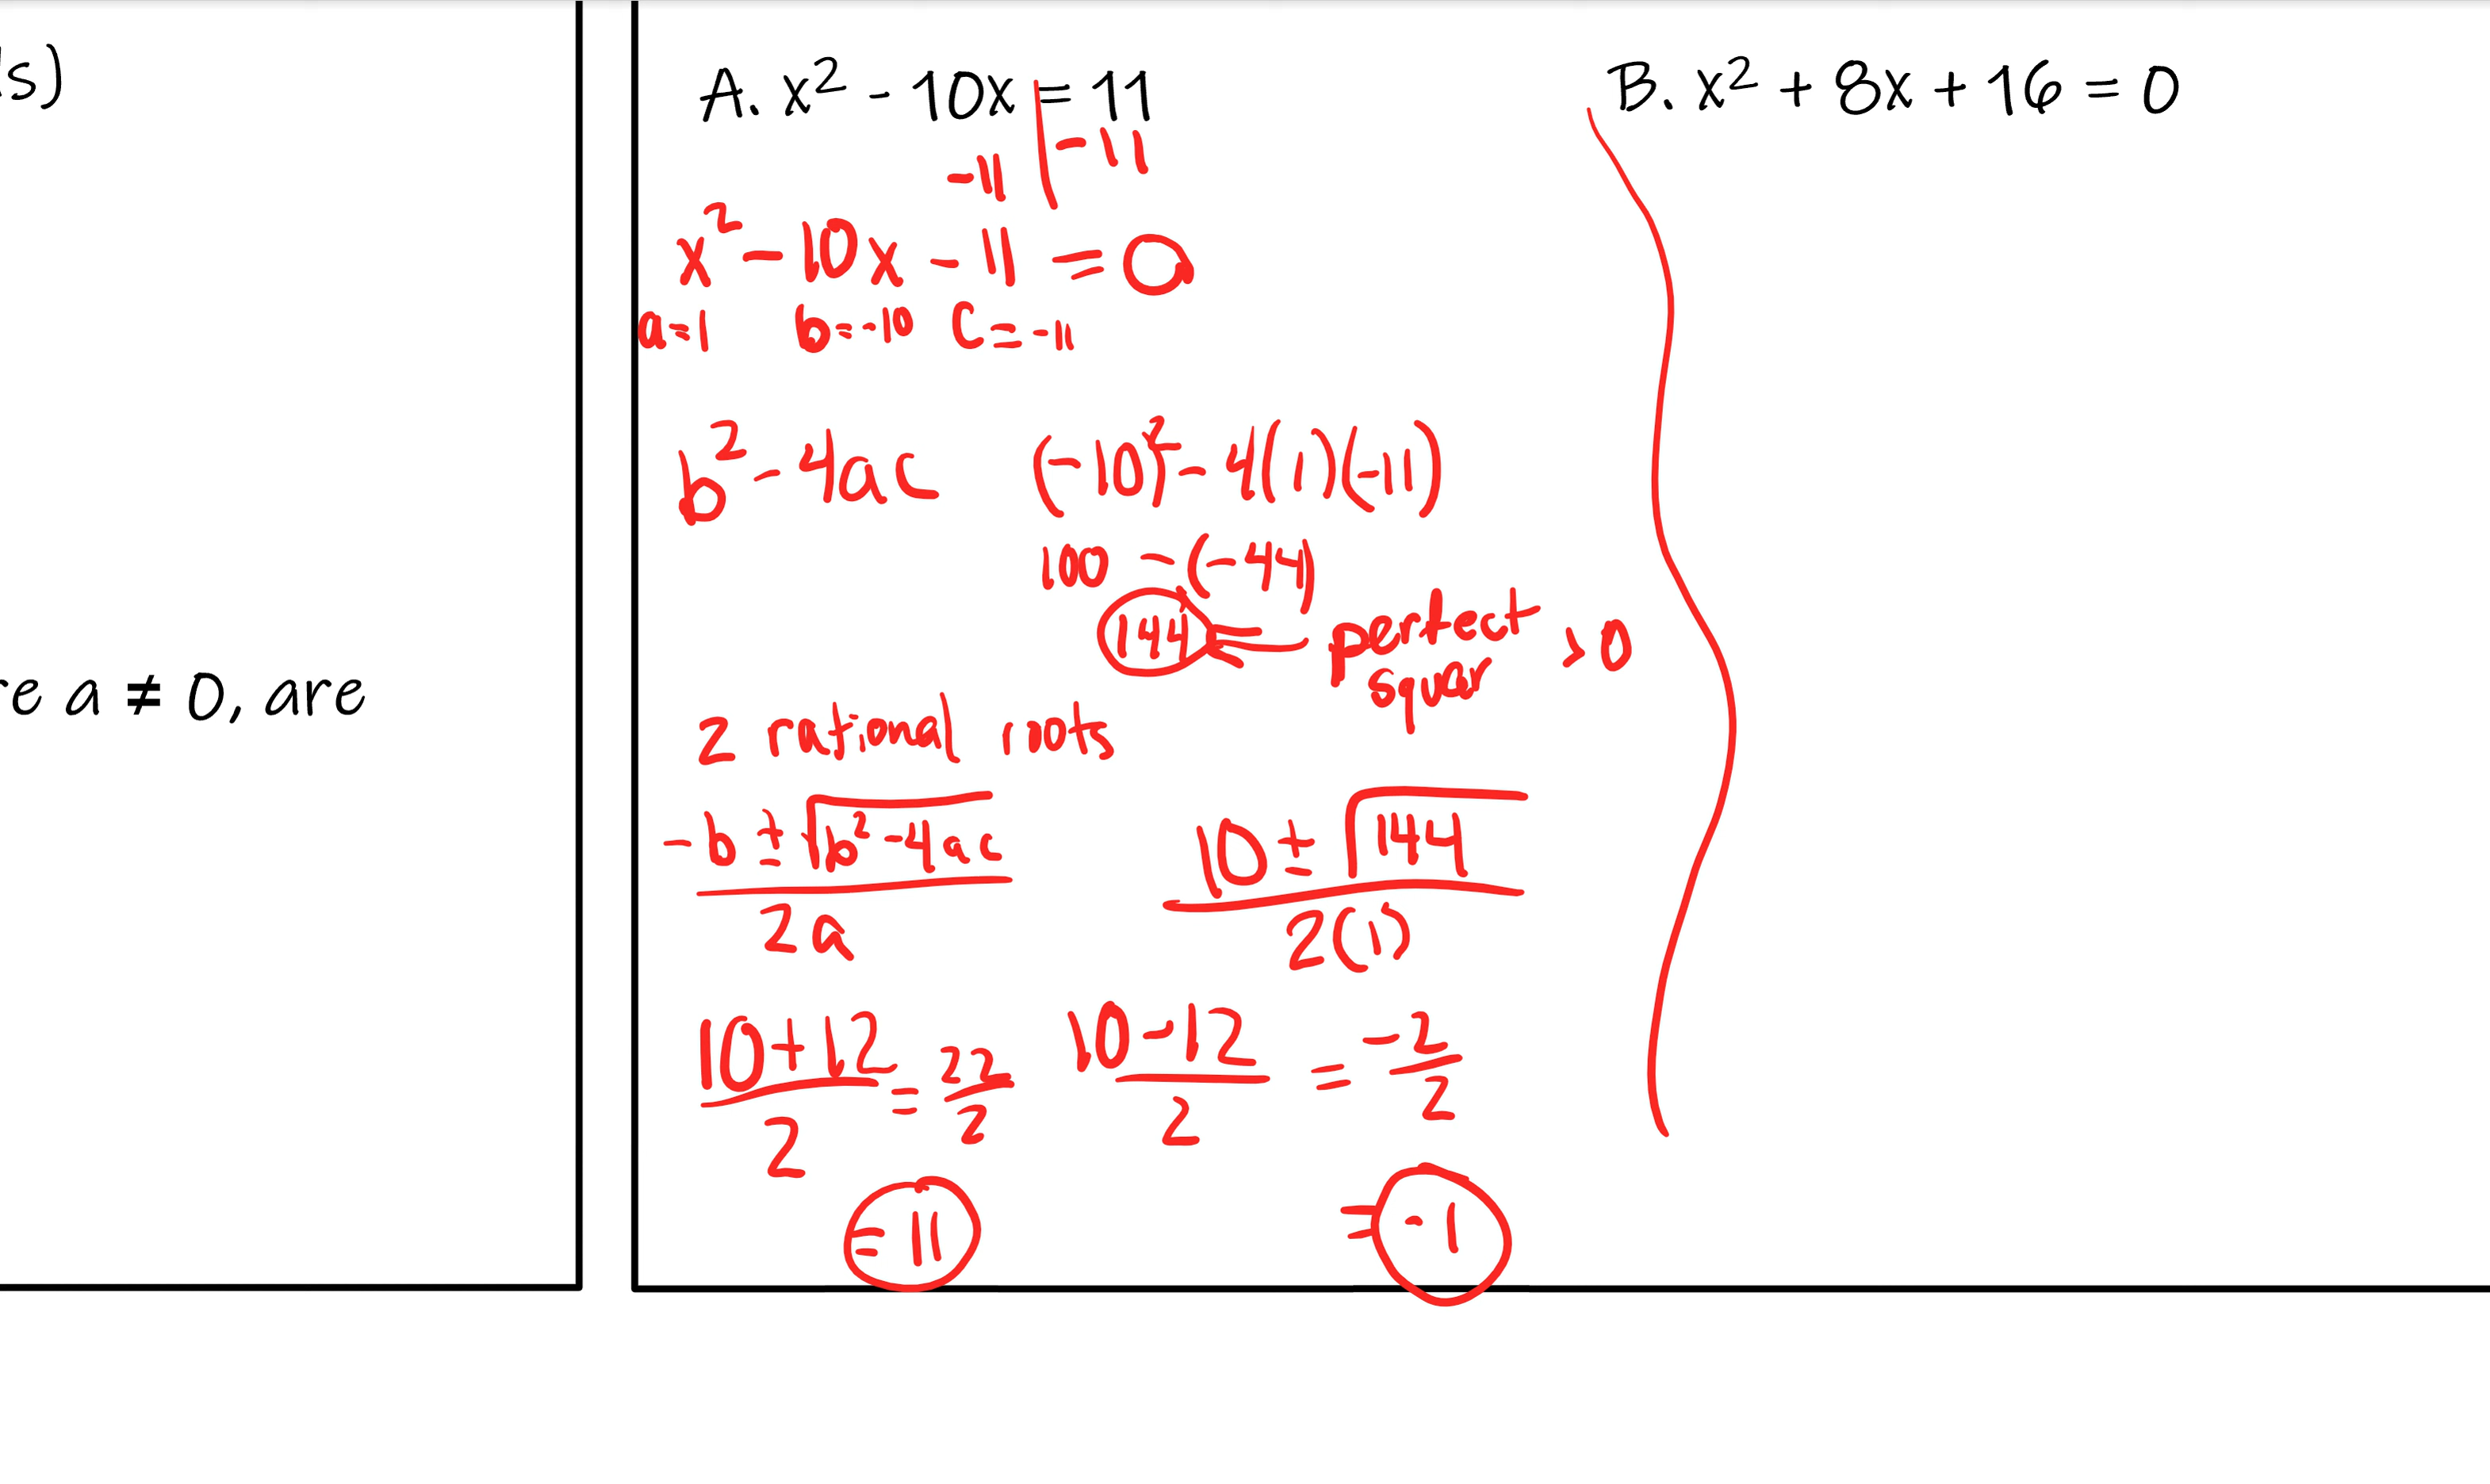 s)
re a ≠ 0, are
A. x² - 10x = 11
-11 | -11
x² - 10x - 11 = 0
a=1 b=-10 c=-11
b² - 4ac (-10)² - 4(1)(-11)
100 - (-44)
144 ← perfect squar > 0
2 rational roots
-b ± √b² - 4ac / 2a 10 ± √144 / 2(1)
10 + 12 / 2 = 22 / 2 10 - 12 / 2 = -2 / 2
= 11 = -1
B. x² + 8x + 16 = 0